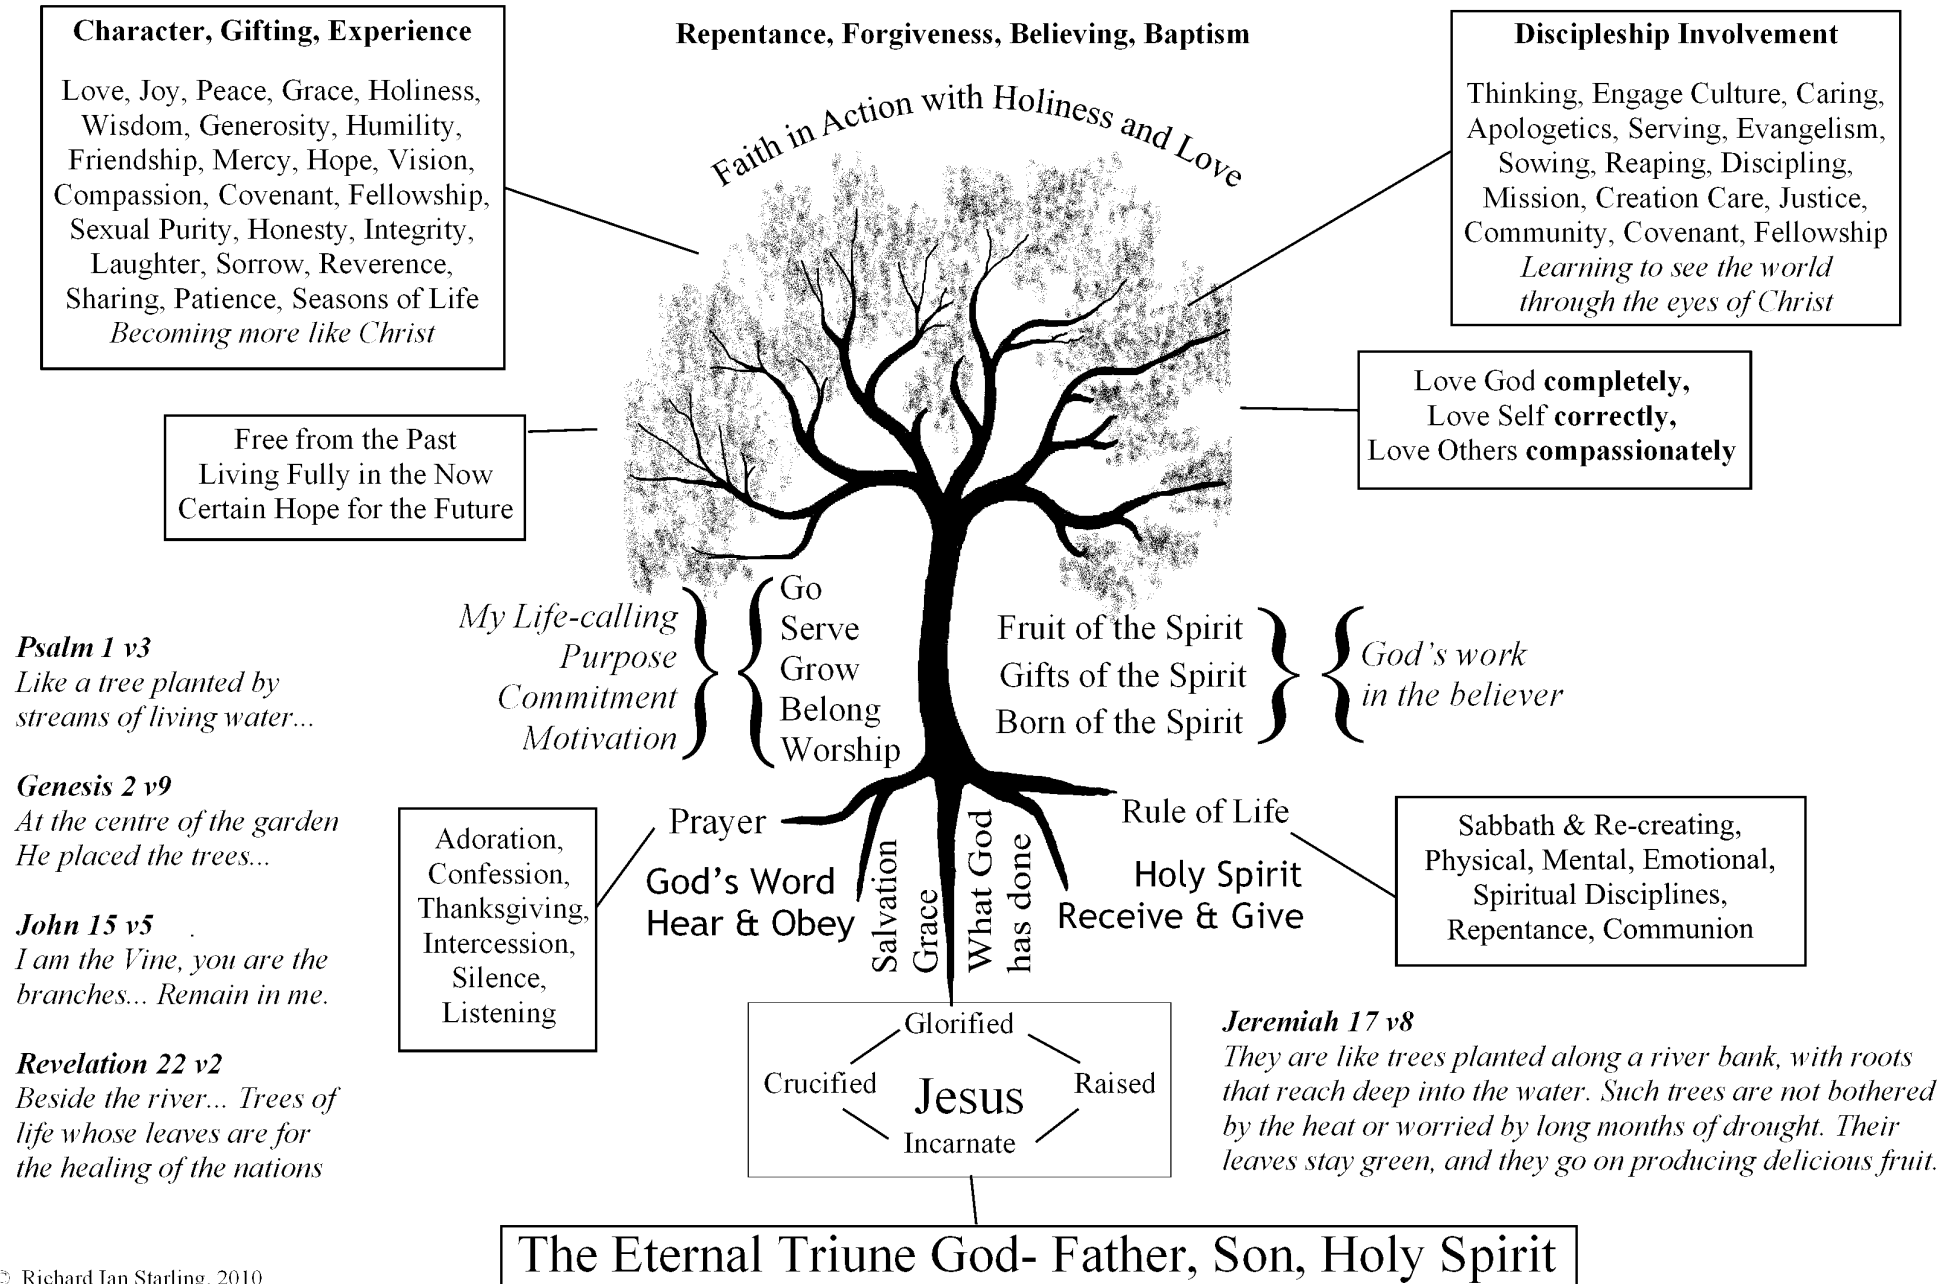 Character, Gifting, Experience
Love, Joy, Peace, Grace, Holiness,
Wisdom, Generosity, Humility,
Friendship, Mercy, Hope, Vision,
Compassion, Covenant, Fellowship,
Sexual Purity, Honesty, Integrity,
Laughter, Sorrow, Reverence,
Sharing, Patience, Seasons of Life
Becoming more like Christ
Repentance, Forgiveness, Believing, Baptism
Faith in Action with Holiness and Love
Discipleship Involvement
Thinking, Engage Culture, Caring,
Apologetics, Serving, Evangelism,
Sowing, Reaping, Discipling,
Mission, Creation Care, Justice,
Community, Covenant, Fellowship
Learning to see the world
through the eyes of Christ
Free from the Past
Living Fully in the Now
Certain Hope for the Future
Love God completely,
Love Self correctly,
Love Others compassionately
My Life-calling
Purpose
Commitment
Motivation
Go
Serve
Grow
Belong
Worship
Fruit of the Spirit
Gifts of the Spirit
Born of the Spirit
God's work
in the believer
Psalm 1 v3
Like a tree planted by
streams of living water...
Genesis 2 v9
At the centre of the garden
He placed the trees...
John 15 v5
I am the Vine, you are the
branches... Remain in me.
Revelation 22 v2
Beside the river... Trees of
life whose leaves are for
the healing of the nations
Adoration,
Confession,
Thanksgiving,
Intercession,
Silence,
Listening
Prayer
God's Word
Hear & Obey
Salvation
Grace
What God
has done
Rule of Life
Holy Spirit
Receive & Give
Sabbath & Re-creating,
Physical, Mental, Emotional,
Spiritual Disciplines,
Repentance, Communion
Glorified
Crucified
Jesus
Raised
Incarnate
Jeremiah 17 v8
They are like trees planted along a river bank, with roots
that reach deep into the water. Such trees are not bothered
by the heat or worried by long months of drought. Their
leaves stay green, and they go on producing delicious fruit.
The Eternal Triune God- Father, Son, Holy Spirit
© Richard Ian Starling, 2010